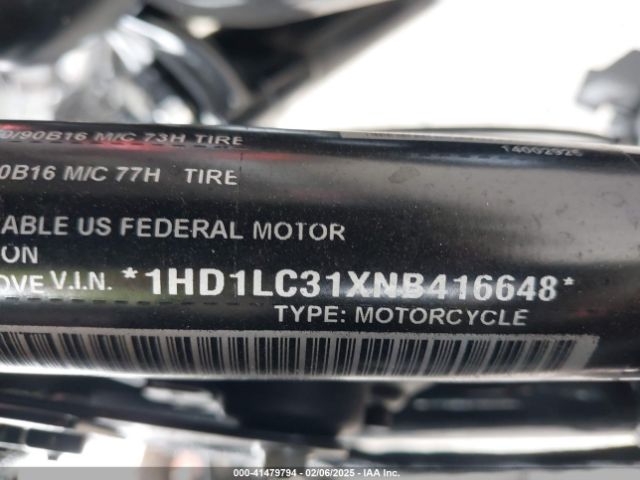 0/90B16 M/C 73H TIRE
0B16 M/C 77H TIRE
ABLE US FEDERAL MOTOR
ION
OVE V.I.N. *1HD1LC31XNB416648*
TYPE: MOTORCYCLE
000-41479794 - 02/06/2025 - IAA Inc.